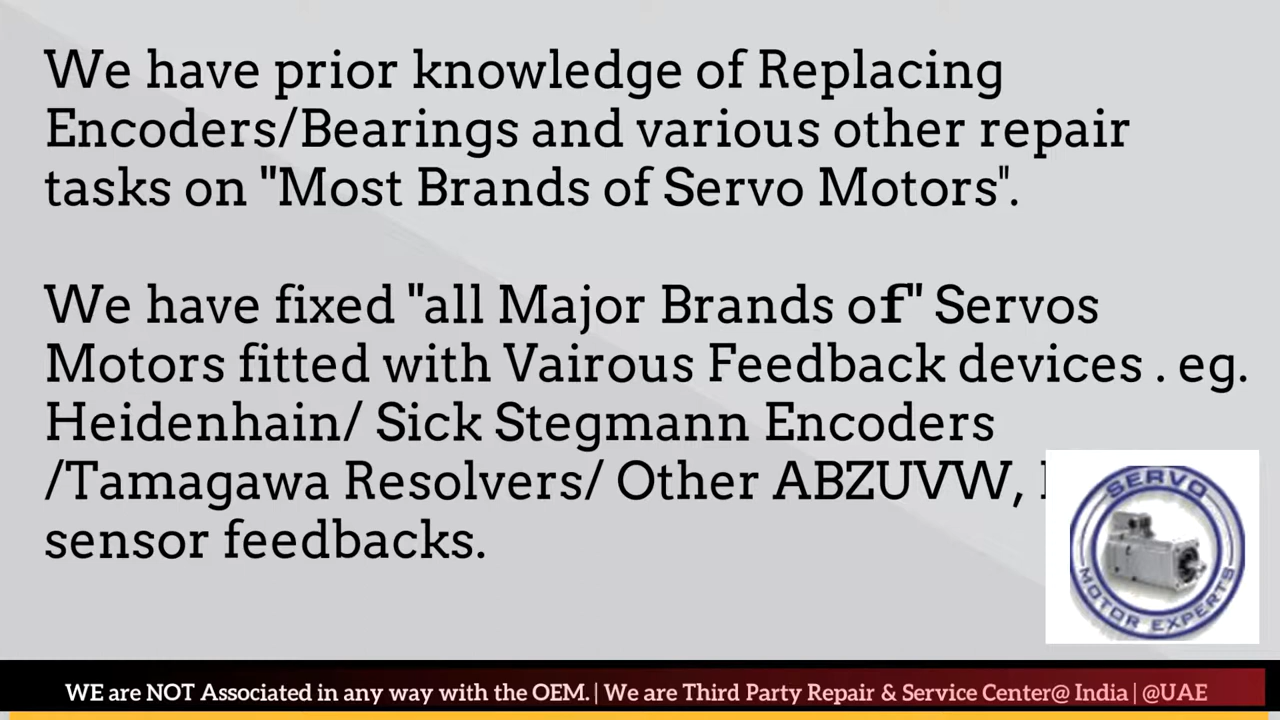 We have prior knowledge of Replacing
Encoders/Bearings and various other repair
tasks on "Most Brands of Servo Motors".
We have fixed "all Major Brands of" Servos
Motors fitted with Vairous Feedback devices . eg.
Heidenhain/ Sick Stegmann Encoders
/Tamagawa Resolvers/ Other ABZUVW,
sensor feedbacks.
SERVO
MOTOR EXPERTS
WE are NOT Associated in any way with the OEM. | We are Third Party Repair & Service Center@ India | @UAE